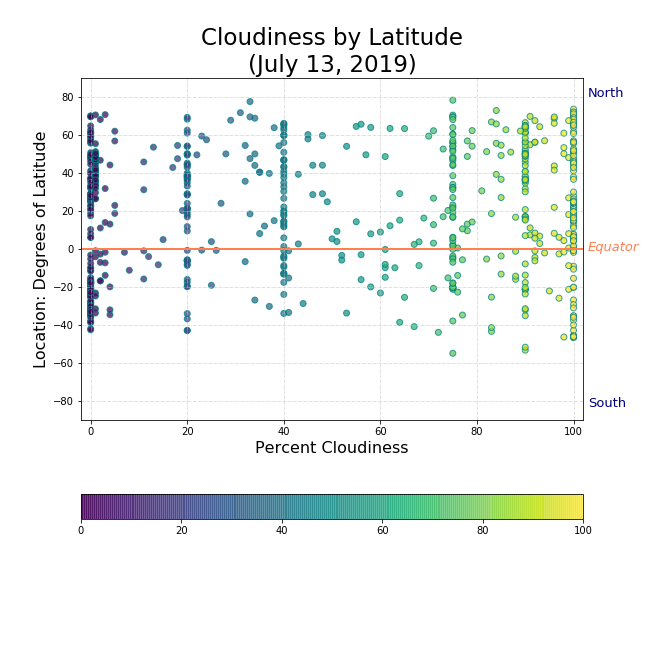 Cloudiness by Latitude
(July 13, 2019)
North
80
60
40
20
0
−20
−40
−60
−80
Location: Degrees of Latitude
Equator
South
0 20 40 60 80 100
Percent Cloudiness
0 20 40 60 80 100